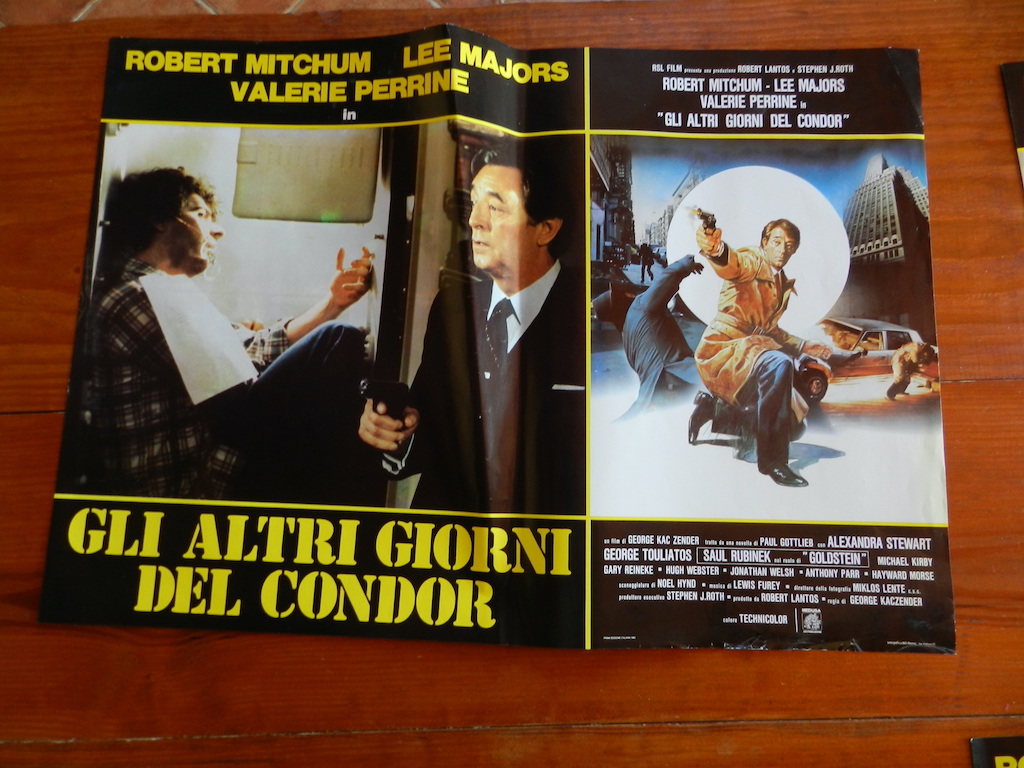 ROBERT MITCHUM LEE MAJORS
VALERIE PERRINE
in
GLI ALTRI GIORNI
DEL CONDOR
RSL FILM presenta una produzione ROBERT LANTOS e STEPHEN J.ROTH
ROBERT MITCHUM - LEE MAJORS
VALERIE PERRINE in
"GLI ALTRI GIORNI DEL CONDOR"
un film di GEORGE KAC ZENDER tratto da una novella di PAUL GOTTLIEB con ALEXANDRA STEWART
GEORGE TOULIATOS SAUL RUBINEK nel ruolo di "GOLDSTEIN" MICHAEL KIRBY
GARY REINEKE • HUGH WEBSTER • JONATHAN WELSH • ANTHONY PARR • HAYWARD MORSE
sceneggiatura di NOEL HYND • musica di LEWIS FUREY • direttore della fotografia MIKLOS LENTE c.s.c.
produttore esecutivo STEPHEN J.ROTH • prodotto da ROBERT LANTOS • regia di GEORGE KACZENDER
colore TECHNICOLOR
MEDUSA
DISTRIBUZIONE